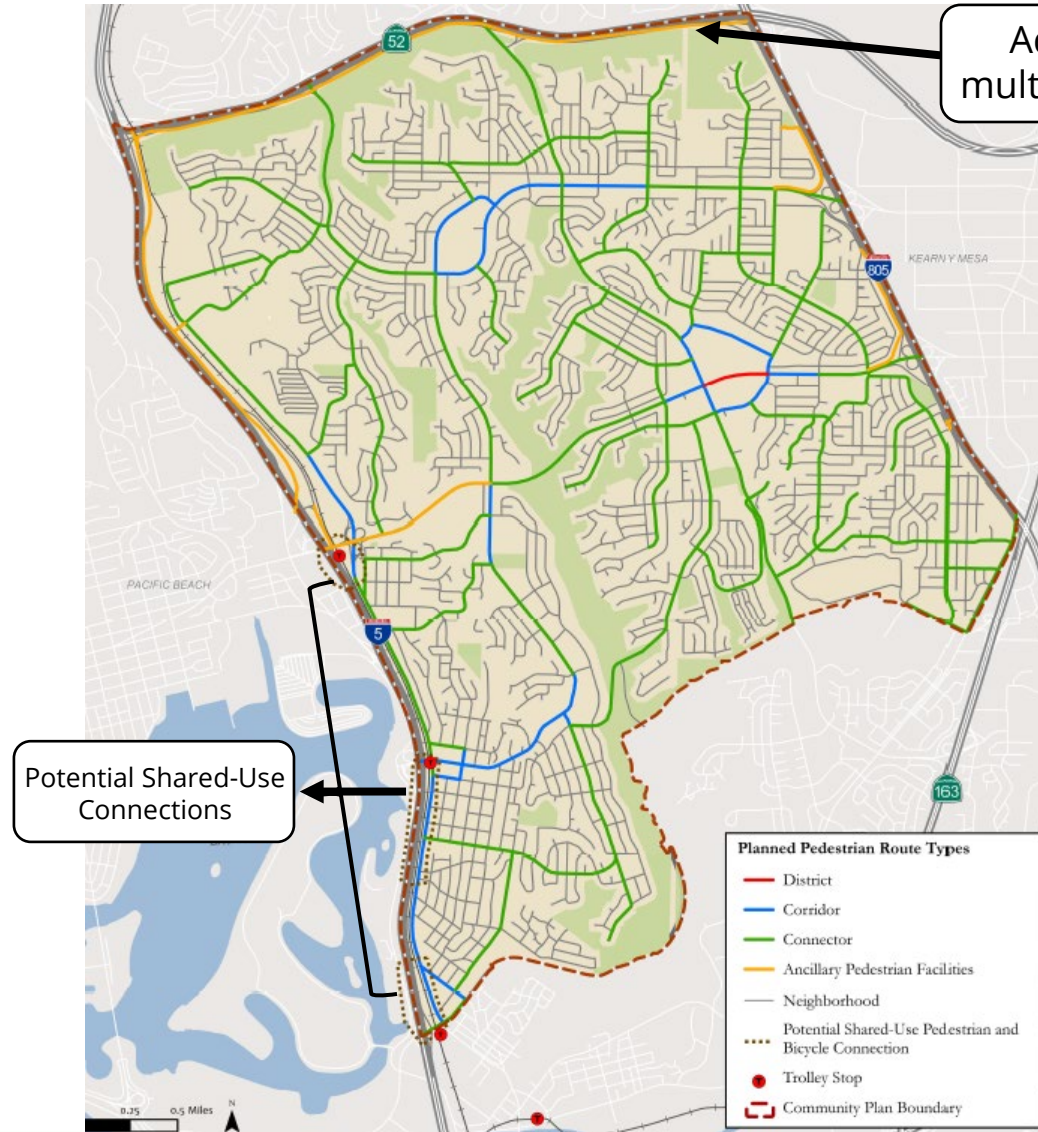 52
KEARNY MESA
805
PACIFIC BEACH
5
Potential Shared-Use
Connections
163
Planned Pedestrian Route Types
District
Corridor
Connector
Ancillary Pedestrian Facilities
Neighborhood
Potential Shared-Use Pedestrian and
Bicycle Connection
T Trolley Stop
Community Plan Boundary
0.5 Miles
N